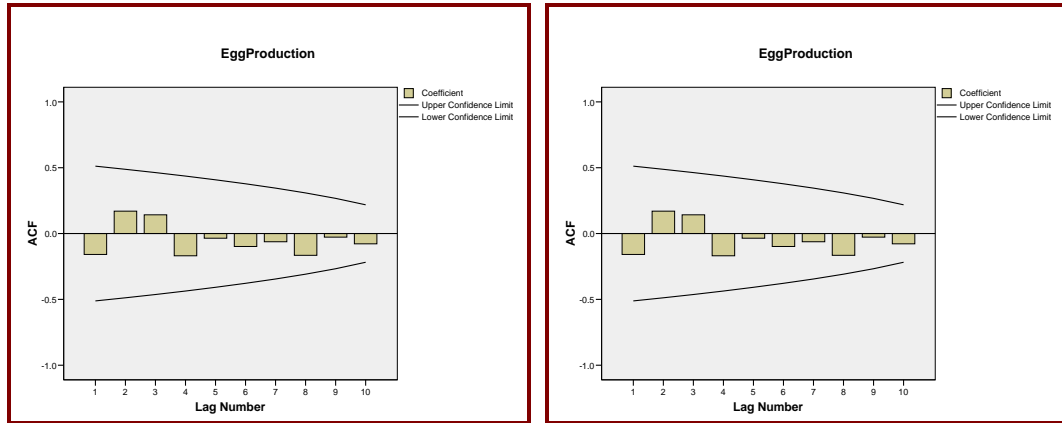 EggProduction
Coefficient
Upper Confidence Limit
Lower Confidence Limit
1.0
0.5
0.0
-0.5
-1.0
ACF
1 2 3 4 5 6 7 8 9 10
Lag Number
EggProduction
Coefficient
Upper Confidence Limit
Lower Confidence Limit
1.0
0.5
0.0
-0.5
-1.0
ACF
1 2 3 4 5 6 7 8 9 10
Lag Number